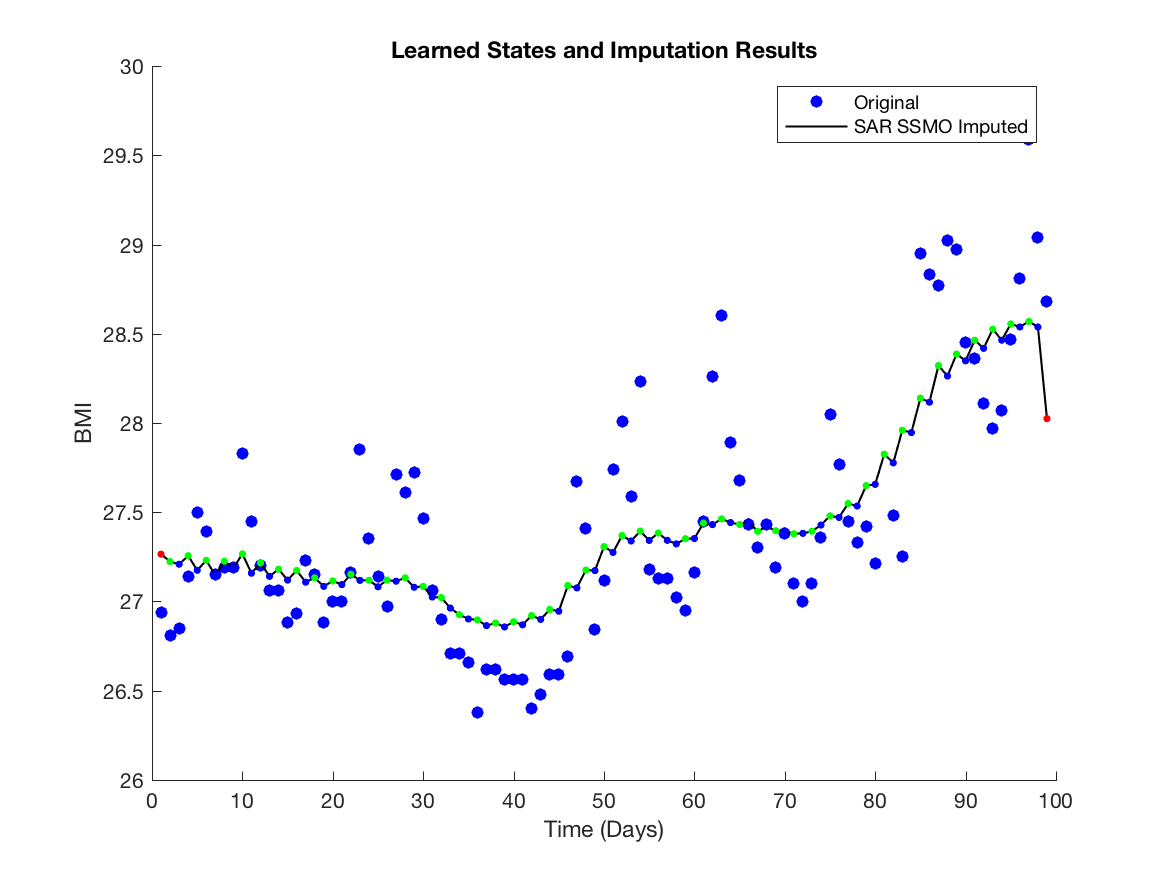 Learned States and Imputation Results
Original
SAR SSMO Imputed
BMI
30
29.5
29
28.5
28
27.5
27
26.5
26
0 10 20 30 40 50 60 70 80 90 100
Time (Days)